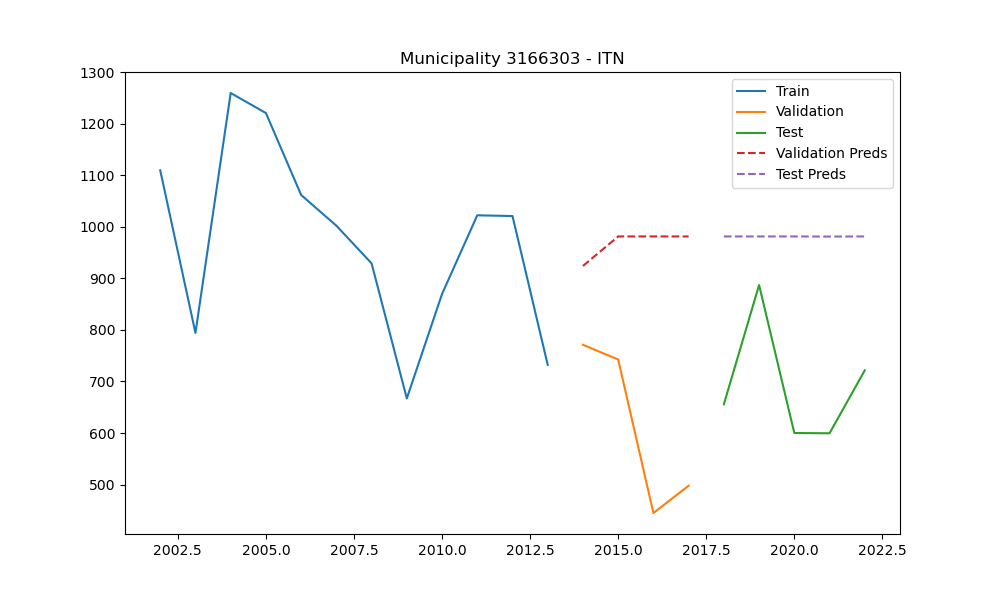 Municipality 3166303 - ITN
1300
1200
1100
1000
900
800
700
600
500
Train
Validation
Test
Validation Preds
Test Preds
2002.5 2005.0 2007.5 2010.0 2012.5 2015.0 2017.5 2020.0 2022.5